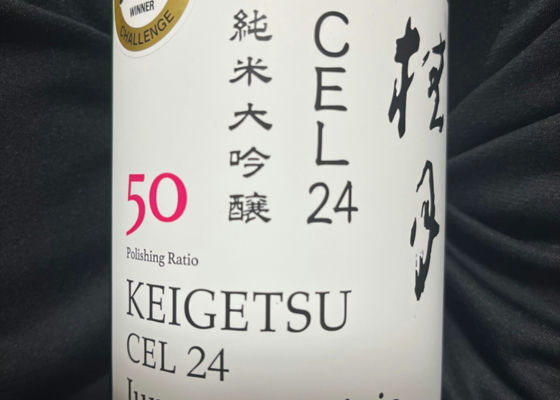 WINNER
CHALLENGE
桂月
CEL 24
純米大吟醸
50
Polishing Ratio
KEIGETSU
CEL 24